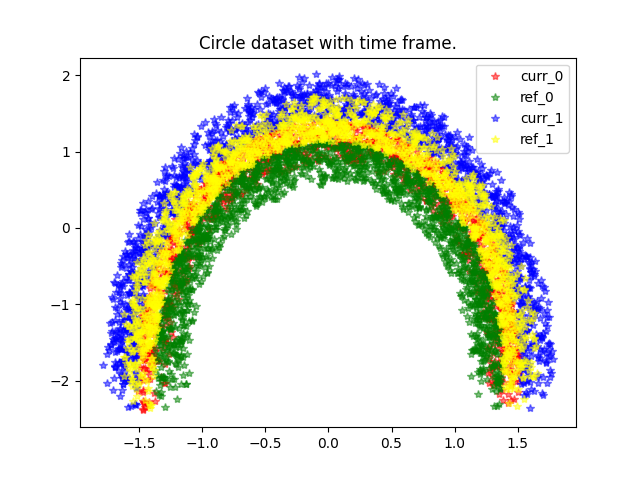 Circle dataset with time frame.
curr_0
ref_0
curr_1
ref_1
2
1
0
−1
−2
−1.5 −1.0 −0.5 0.0 0.5 1.0 1.5